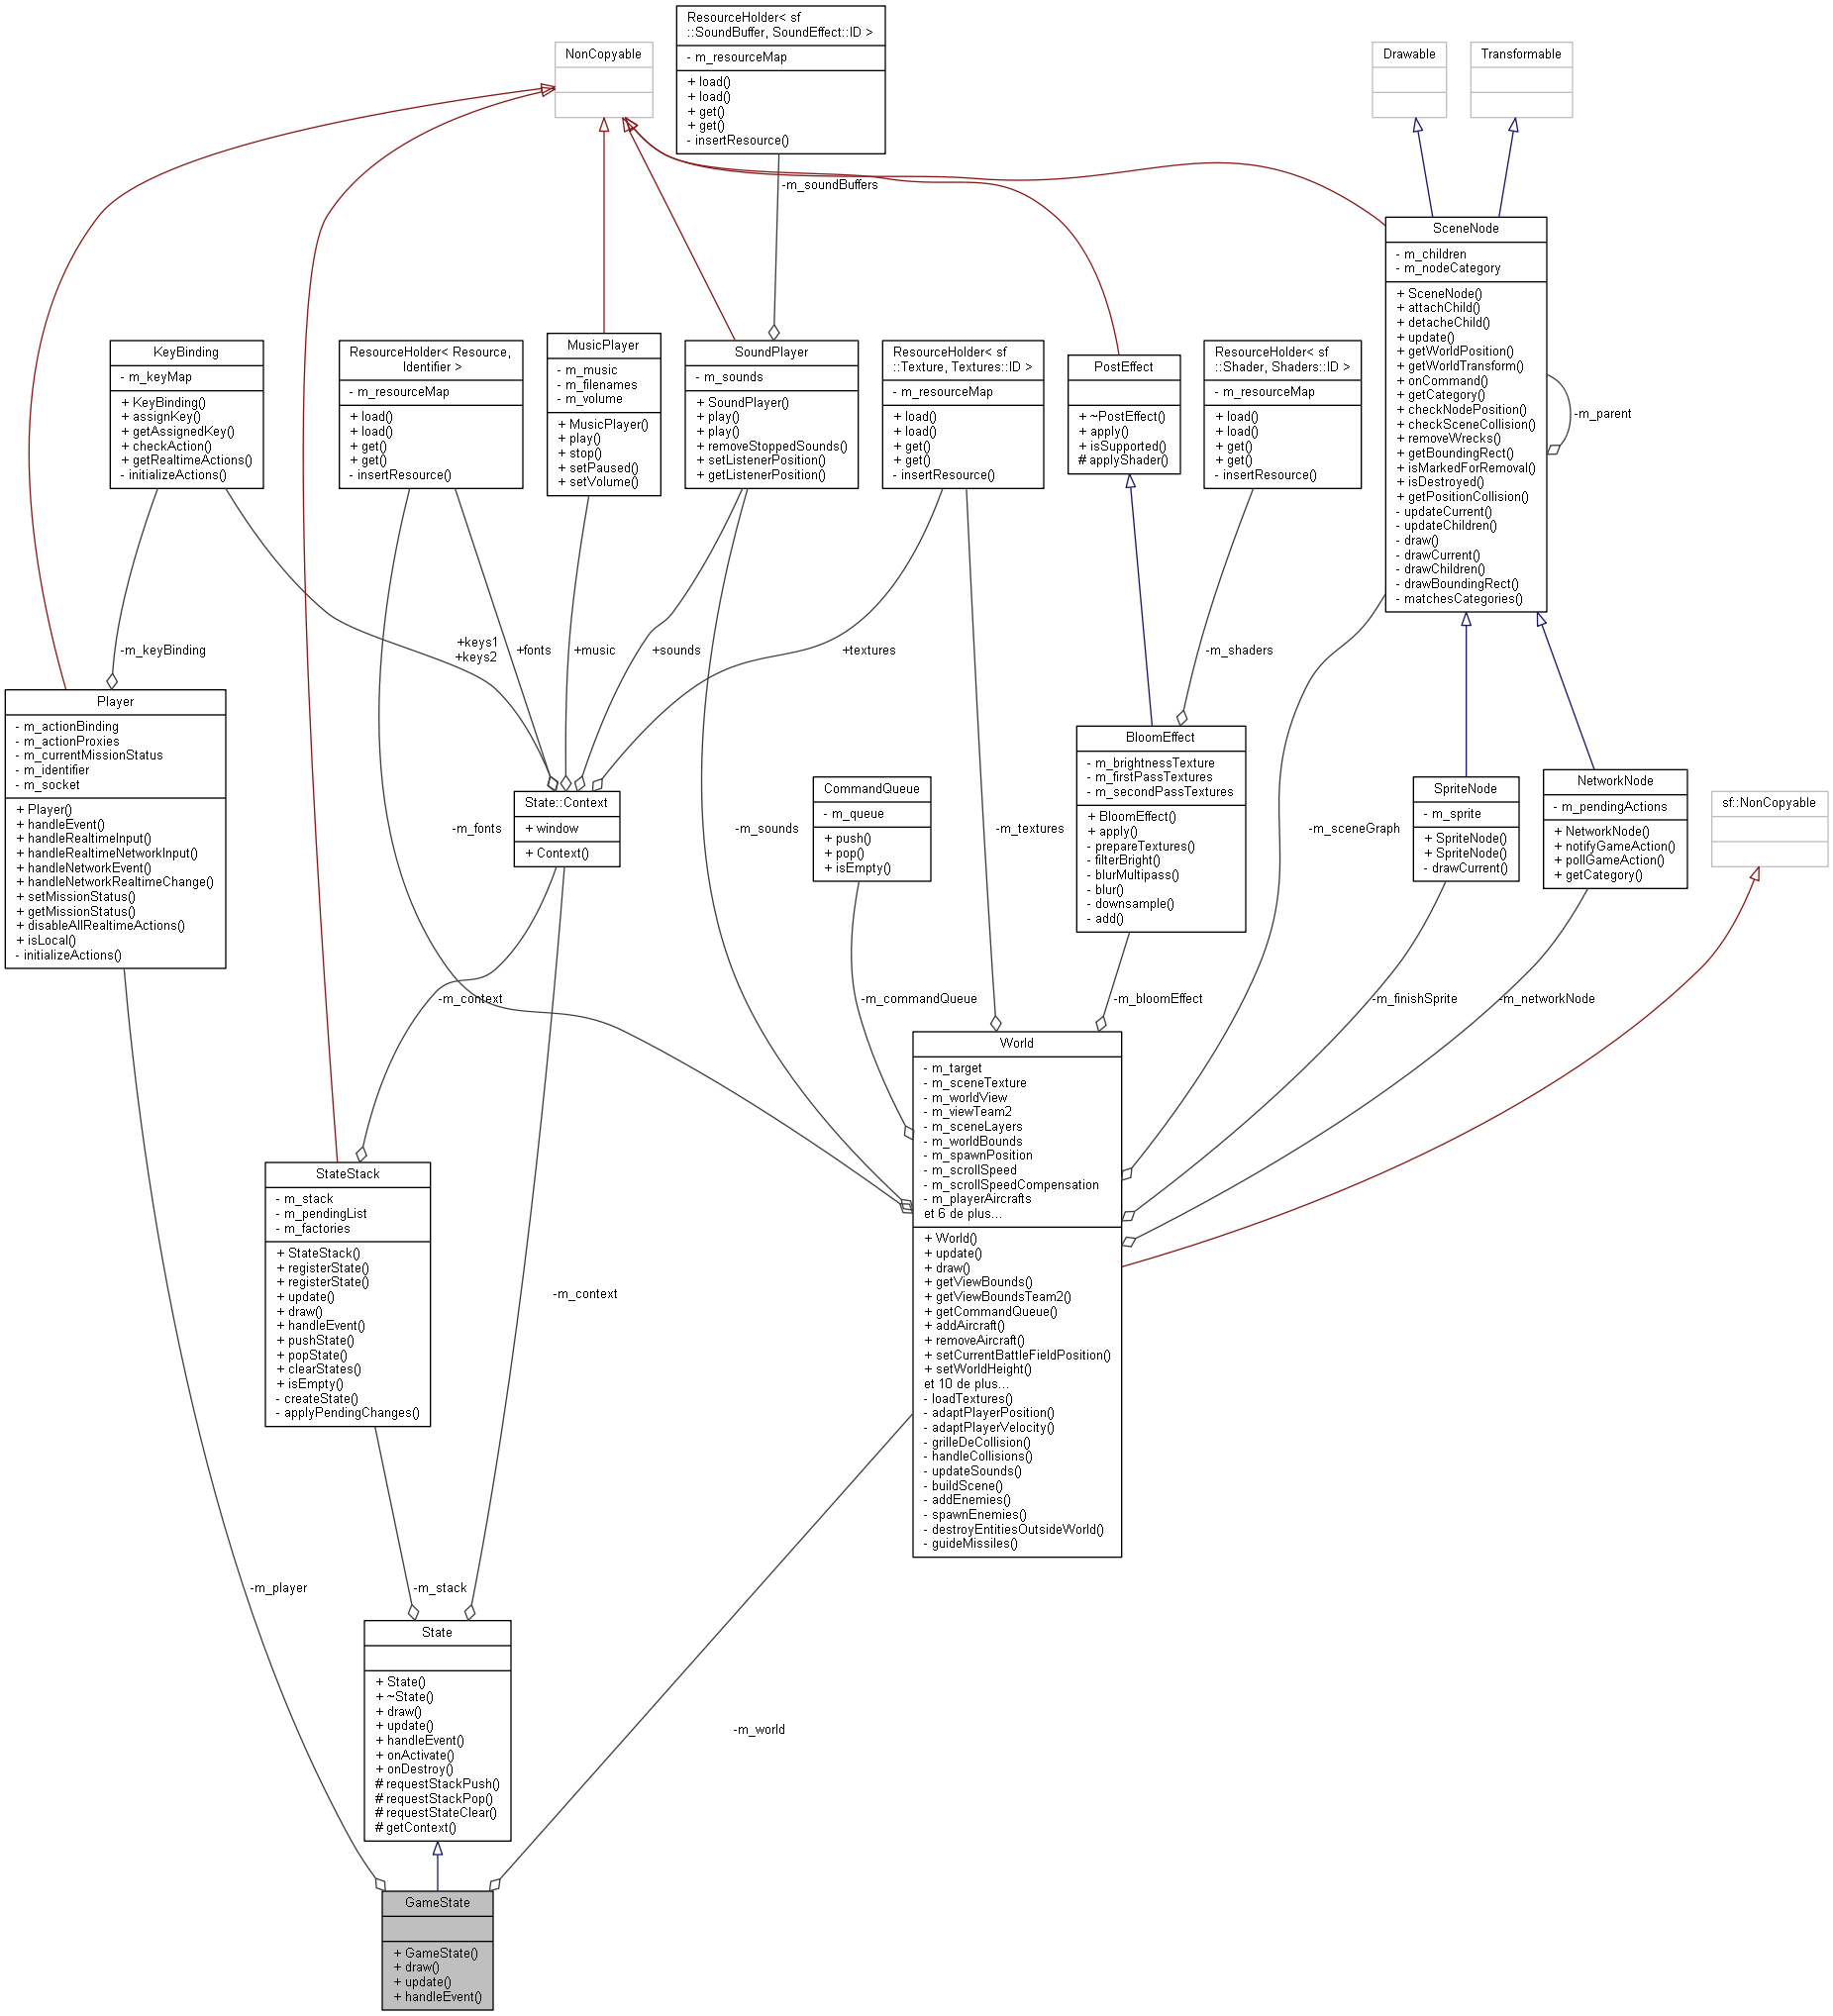 ResourceHolder< sf
::SoundBuffer, SoundEffect::ID >
- m_resourceMap
+ load()
+ load()
+ get()
+ get()
- insertResource()
NonCopyable
Drawable
Transformable
-m_soundBuffers
SceneNode
- m_children
- m_nodeCategory
+ SceneNode()
+ attachChild()
+ detacheChild()
+ update()
+ getWorldPosition()
+ getWorldTransform()
+ onCommand()
+ getCategory()
+ checkNodePosition()
+ checkSceneCollision()
+ removeWrecks()
+ getBoundingRect()
+ isMarkedForRemoval()
+ isDestroyed()
+ getPositionCollision()
- updateCurrent()
- updateChildren()
- draw()
- drawCurrent()
- drawChildren()
- drawBoundingRect()
- matchesCategories()
-m_parent
KeyBinding
- m_keyMap
+ KeyBinding()
+ assignKey()
+ getAssignedKey()
+ checkAction()
+ getRealtimeActions()
- initializeActions()
ResourceHolder< Resource,
Identifier >
- m_resourceMap
+ load()
+ load()
+ get()
+ get()
- insertResource()
MusicPlayer
- m_music
- m_filenames
- m_volume
+ MusicPlayer()
+ play()
+ stop()
+ setPaused()
+ setVolume()
SoundPlayer
- m_sounds
+ SoundPlayer()
+ play()
+ play()
+ removeStoppedSounds()
+ setListenerPosition()
+ getListenerPosition()
ResourceHolder< sf
::Texture, Textures::ID >
- m_resourceMap
+ load()
+ load()
+ get()
+ get()
- insertResource()
PostEffect
+ ~PostEffect()
+ apply()
+ isSupported()
# applyShader()
ResourceHolder< sf
::Shader, Shaders::ID >
- m_resourceMap
+ load()
+ load()
+ get()
+ get()
- insertResource()
-m_keyBinding
+keys1
+keys2
+fonts
+music
+sounds
+textures
-m_shaders
Player
- m_actionBinding
- m_actionProxies
- m_currentMissionStatus
- m_identifier
- m_socket
+ Player()
+ handleEvent()
+ handleRealtimeInput()
+ handleRealtimeNetworkInput()
+ handleNetworkEvent()
+ handleNetworkRealtimeChange()
+ setMissionStatus()
+ getMissionStatus()
+ disableAllRealtimeActions()
+ isLocal()
- initializeActions()
-m_fonts
State::Context
+ window
+ Context()
-m_sounds
CommandQueue
- m_queue
+ push()
+ pop()
+ isEmpty()
-m_textures
BloomEffect
- m_brightnessTexture
- m_firstPassTextures
- m_secondPassTextures
+ BloomEffect()
+ apply()
- prepareTextures()
- filterBright()
- blurMultipass()
- blur()
- downsample()
- add()
-m_sceneGraph
SpriteNode
- m_sprite
+ SpriteNode()
+ SpriteNode()
- drawCurrent()
NetworkNode
- m_pendingActions
+ NetworkNode()
+ notifyGameAction()
+ pollGameAction()
+ getCategory()
sf::NonCopyable
-m_context
-m_commandQueue
-m_bloomEffect
-m_finishSprite
-m_networkNode
World
- m_target
- m_sceneTexture
- m_worldView
- m_viewTeam2
- m_sceneLayers
- m_worldBounds
- m_spawnPosition
- m_scrollSpeed
- m_scrollSpeedCompensation
- m_playerAircrafts
et 6 de plus...
+ World()
+ update()
+ draw()
+ getViewBounds()
+ getViewBoundsTeam2()
+ getCommandQueue()
+ addAircraft()
+ removeAircraft()
+ setCurrentBattleFieldPosition()
+ setWorldHeight()
et 10 de plus...
- loadTextures()
- adaptPlayerPosition()
- adaptPlayerVelocity()
- grilleDeCollision()
- handleCollisions()
- updateSounds()
- buildScene()
- addEnemies()
- spawnEnemies()
- destroyEntitiesOutsideWorld()
- guideMissiles()
StateStack
- m_stack
- m_pendingList
- m_factories
+ StateStack()
+ registerState()
+ registerState()
+ update()
+ draw()
+ handleEvent()
+ pushState()
+ popState()
+ clearStates()
+ isEmpty()
- createState()
- applyPendingChanges()
-m_context
-m_player
-m_stack
State
+ State()
+ ~State()
+ draw()
+ update()
+ handleEvent()
+ onActivate()
+ onDestroy()
# requestStackPush()
# requestStackPop()
# requestStateClear()
# getContext()
-m_world
GameState
+ GameState()
+ draw()
+ update()
+ handleEvent()